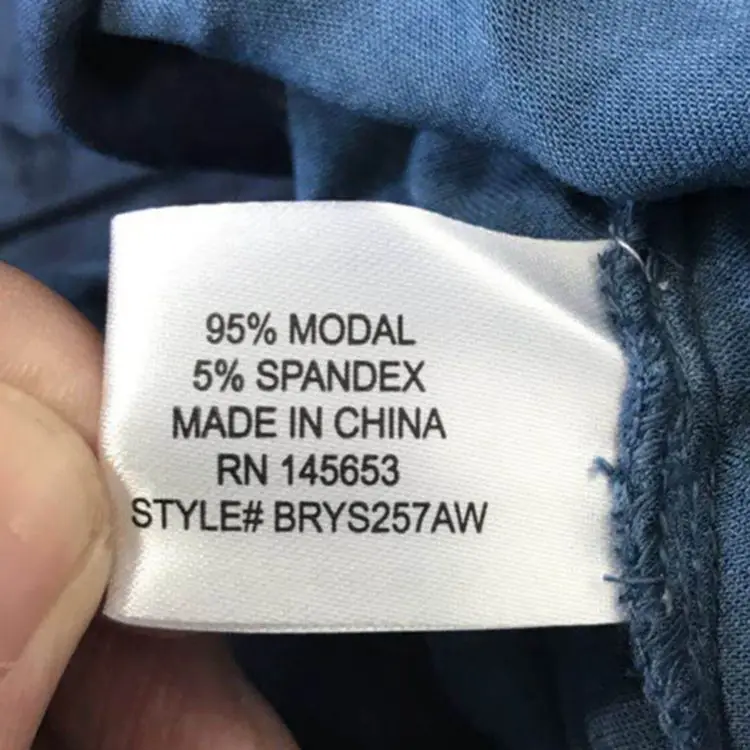 95% MODAL
5% SPANDEX
MADE IN CHINA
RN 145653
STYLE# BRYS257AW